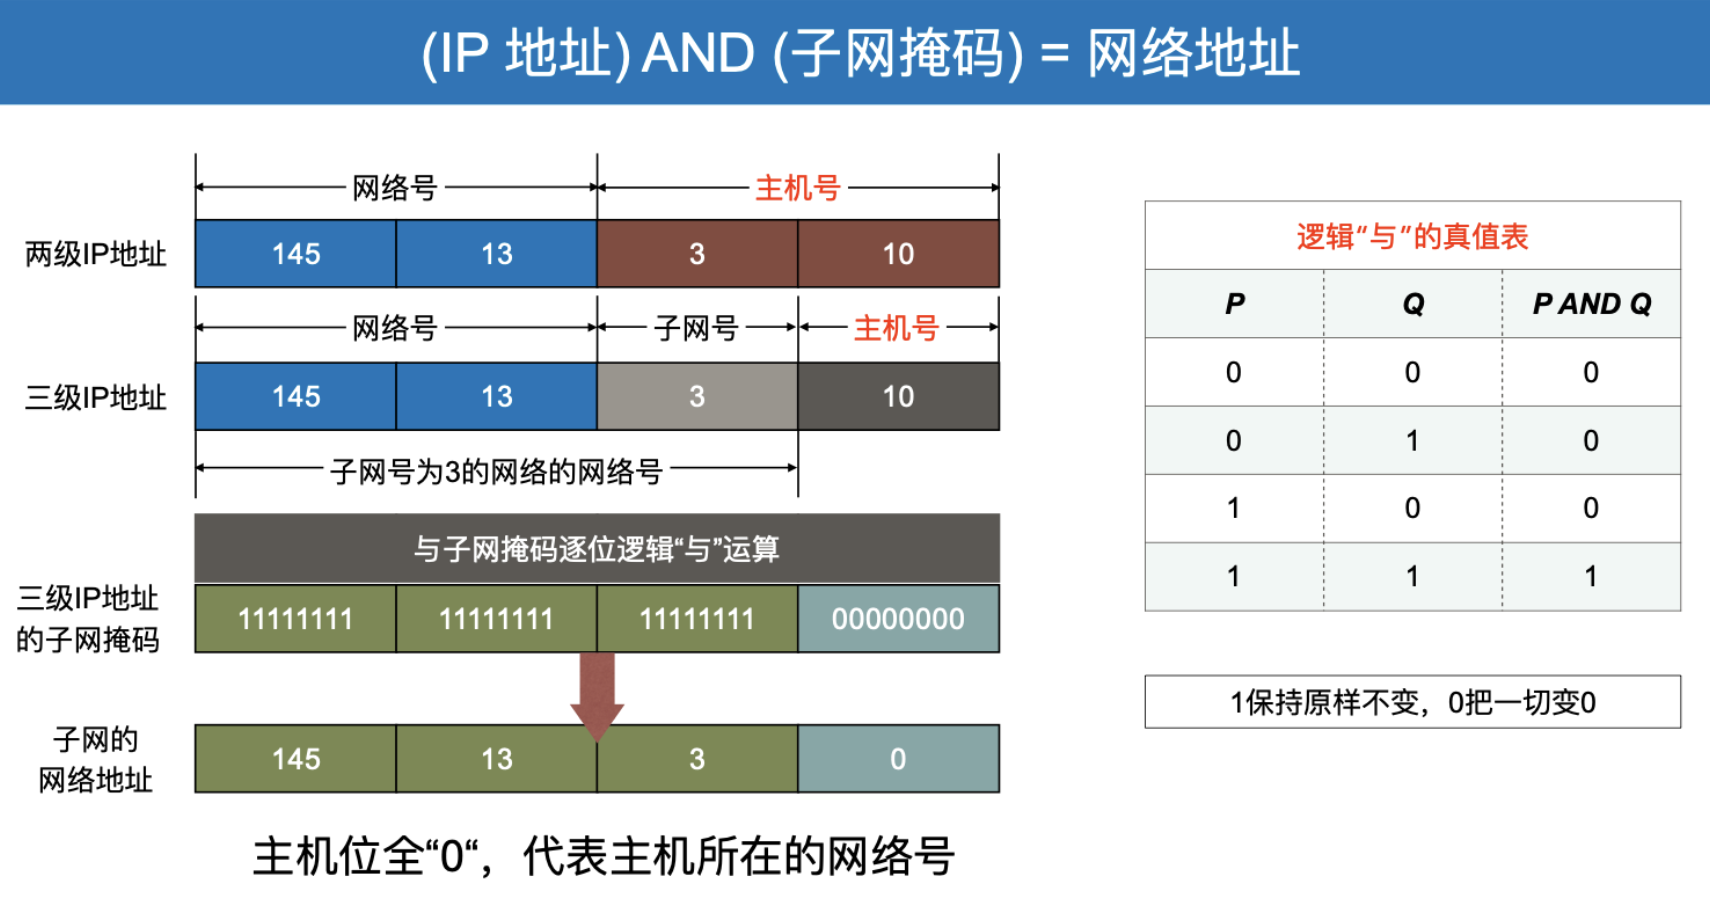 (IP 地址) AND (子网掩码) = 网络地址
网络号 主机号
两级IP地址 145 13 3 10
网络号 子网号 主机号
三级IP地址 145 13 3 10
子网号为3的网络的网络号
与子网掩码逐位逻辑“与”运算
三级IP地址
的子网掩码
11111111 11111111 11111111 00000000
子网的
网络地址
145 13 3 0
主机位全“0“，代表主机所在的网络号
逻辑“与”的真值表
P Q P AND Q
0 0 0
0 1 0
1 0 0
1 1 1
1保持原样不变，0把一切变0